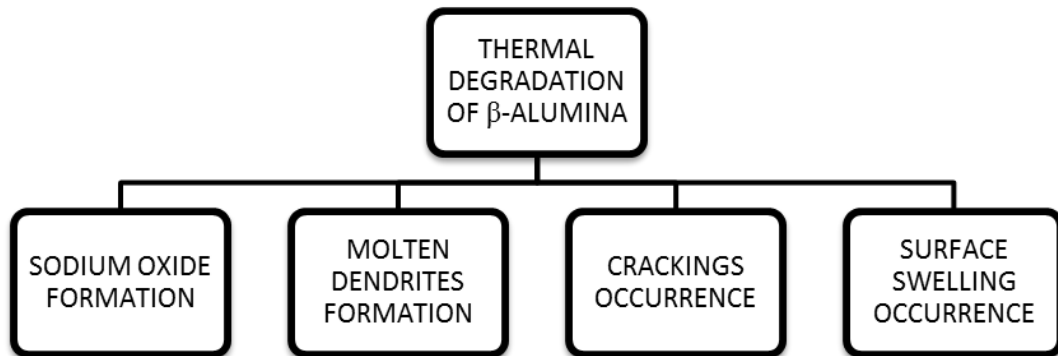 THERMAL
DEGRADATION
OF β-ALUMINA
SODIUM OXIDE
FORMATION
MOLTEN
DENDRITES
FORMATION
CRACKINGS
OCCURRENCE
SURFACE
SWELLING
OCCURRENCE